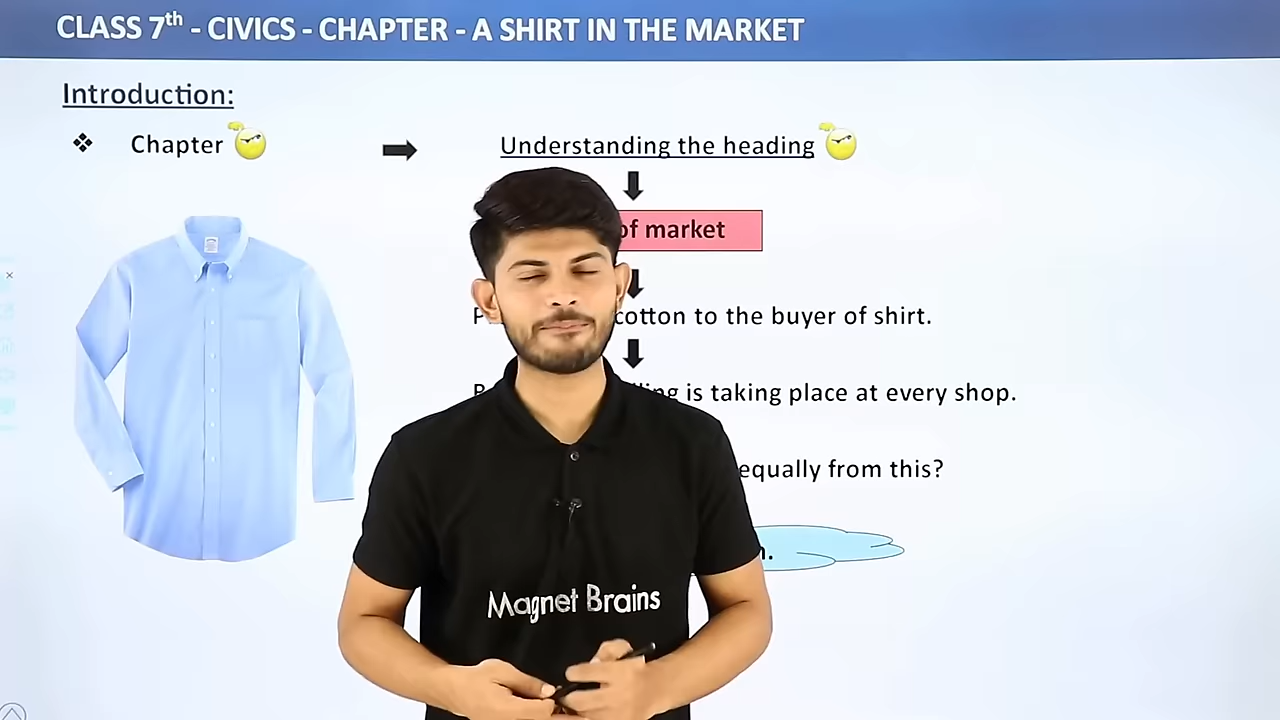 CLASS 7th - CIVICS - CHAPTER - A SHIRT IN THE MARKET
Introduction:
❖ Chapter
Understanding the heading
of market
cotton to the buyer of shirt.
is taking place at every shop.
equally from this?
Magnet Brains